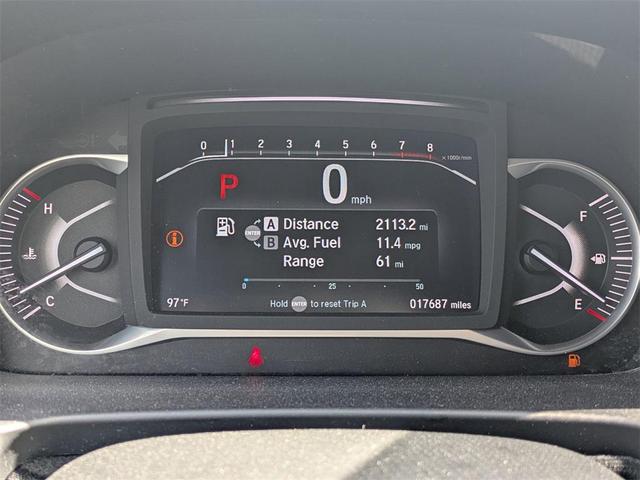 0 1 2 3 4 5 6 7 8
×1000r/min
P 0 mph
H
C
F
E
A Distance 2113.2 mi
ENTER B Avg. Fuel 11.4 mpg
Range 61 mi
0 25 50
97°F Hold ENTER to reset Trip A 017687 miles